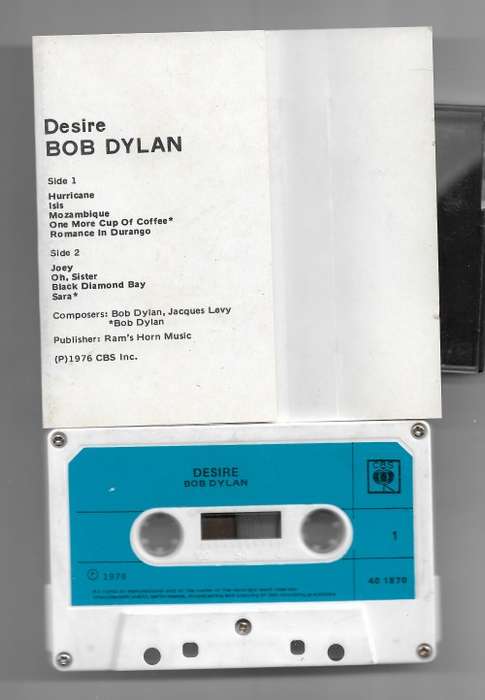 Desire
BOB DYLAN
Side 1
Hurricane
Isis
Mozambique
One More Cup Of Coffee*
Romance In Durango
Side 2
Joey
Oh, Sister
Black Diamond Bay
Sara*
Composers: Bob Dylan, Jacques Levy
*Bob Dylan
Publisher: Ram's Horn Music
(P)1976 CBS Inc.
DESIRE
BOB DYLAN
CBS
1
Ⓟ 1976